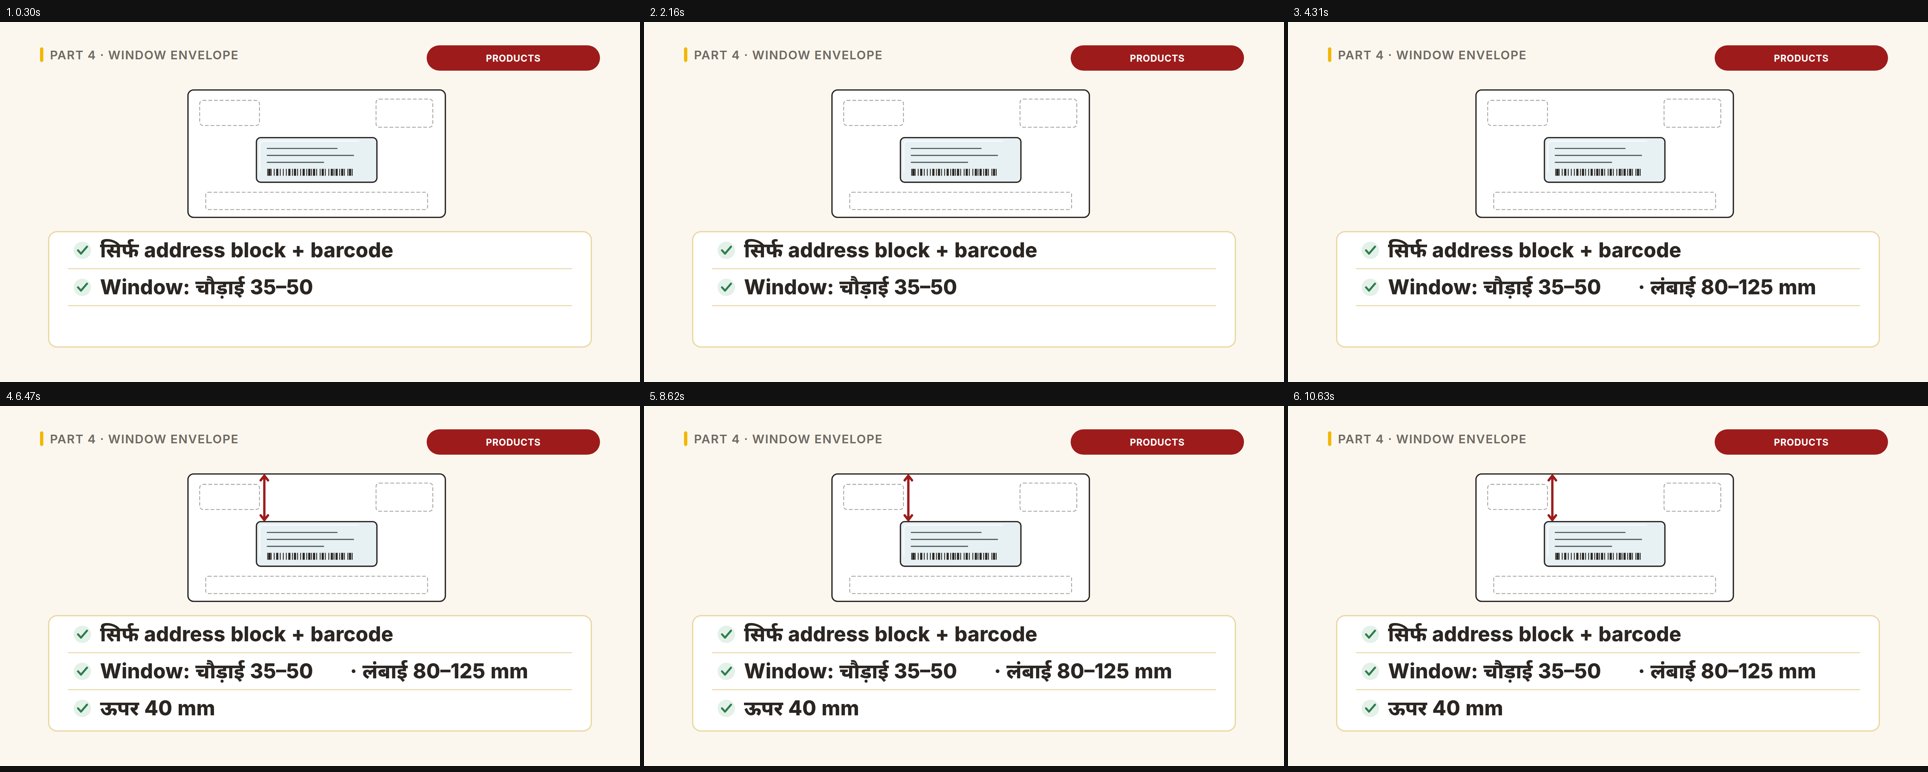 1. 0.30s
PART 4 · WINDOW ENVELOPE
PRODUCTS
सिर्फ address block + barcode
Window: चौड़ाई 35–50
2. 2.16s
PART 4 · WINDOW ENVELOPE
PRODUCTS
सिर्फ address block + barcode
Window: चौड़ाई 35–50
3. 4.31s
PART 4 · WINDOW ENVELOPE
PRODUCTS
सिर्फ address block + barcode
Window: चौड़ाई 35–50 · लंबाई 80–125 mm
4. 6.47s
PART 4 · WINDOW ENVELOPE
PRODUCTS
सिर्फ address block + barcode
Window: चौड़ाई 35–50 · लंबाई 80–125 mm
ऊपर 40 mm
5. 8.62s
PART 4 · WINDOW ENVELOPE
PRODUCTS
सिर्फ address block + barcode
Window: चौड़ाई 35–50 · लंबाई 80–125 mm
ऊपर 40 mm
6. 10.63s
PART 4 · WINDOW ENVELOPE
PRODUCTS
सिर्फ address block + barcode
Window: चौड़ाई 35–50 · लंबाई 80–125 mm
ऊपर 40 mm